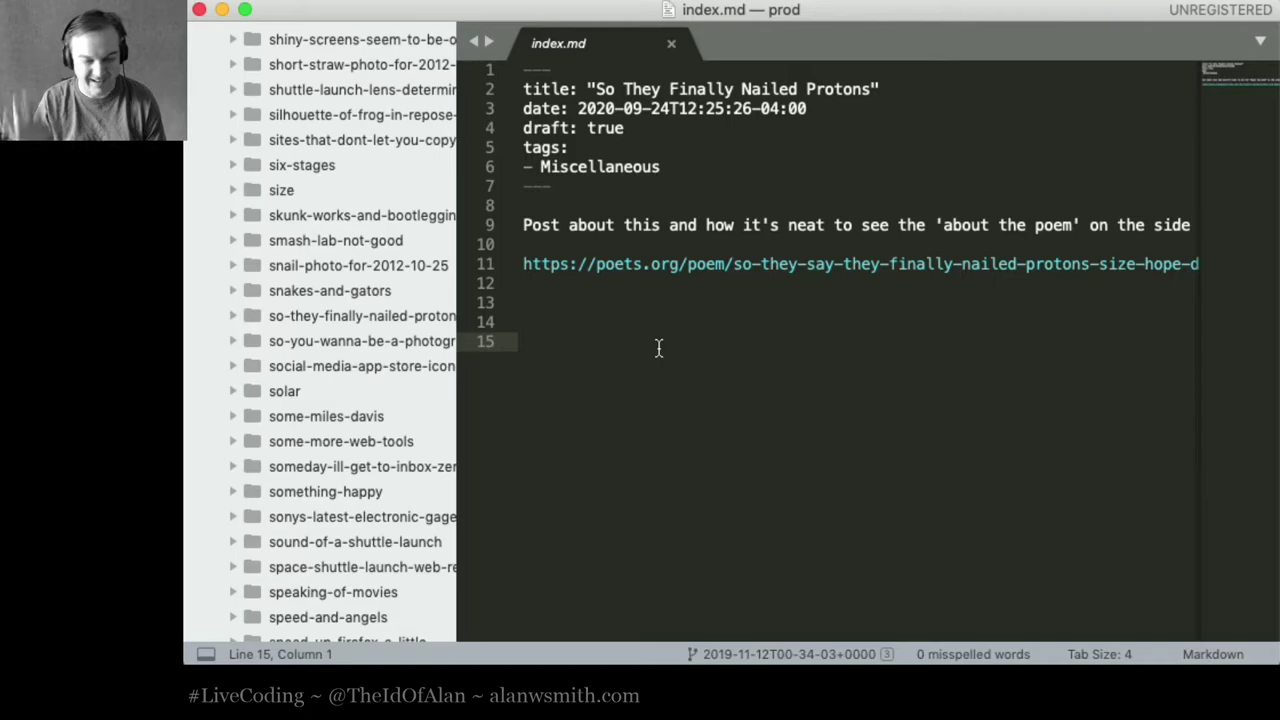 index.md — prod
UNREGISTERED
shiny-screens-seem-to-be-o
short-straw-photo-for-2012-
shuttle-launch-lens-determin
silhouette-of-frog-in-repose-
sites-that-dont-let-you-copy
six-stages
size
skunk-works-and-bootleggin
smash-lab-not-good
snail-photo-for-2012-10-25
snakes-and-gators
so-they-finally-nailed-proton
so-you-wanna-be-a-photogr
social-media-app-store-icon
solar
some-miles-davis
some-more-web-tools
someday-ill-get-to-inbox-zer
something-happy
sonys-latest-electronic-gage
sound-of-a-shuttle-launch
space-shuttle-launch-web-re
speaking-of-movies
speed-and-angels
speed-up-firefox-a-little
index.md
1 ---
2 title: "So They Finally Nailed Protons"
3 date: 2020-09-24T12:25:26-04:00
4 draft: true
5 tags:
6 - Miscellaneous
7 ---
8
9 Post about this and how it's neat to see the 'about the poem' on the side
10
11 https://poets.org/poem/so-they-say-they-finally-nailed-protons-size-hope-d
12
13
14
15
Line 15, Column 1
2019-11-12T00-34-03+0000 3
0 misspelled words
Tab Size: 4
Markdown
#LiveCoding ~ @TheIdOfAlan ~ alanwsmith.com